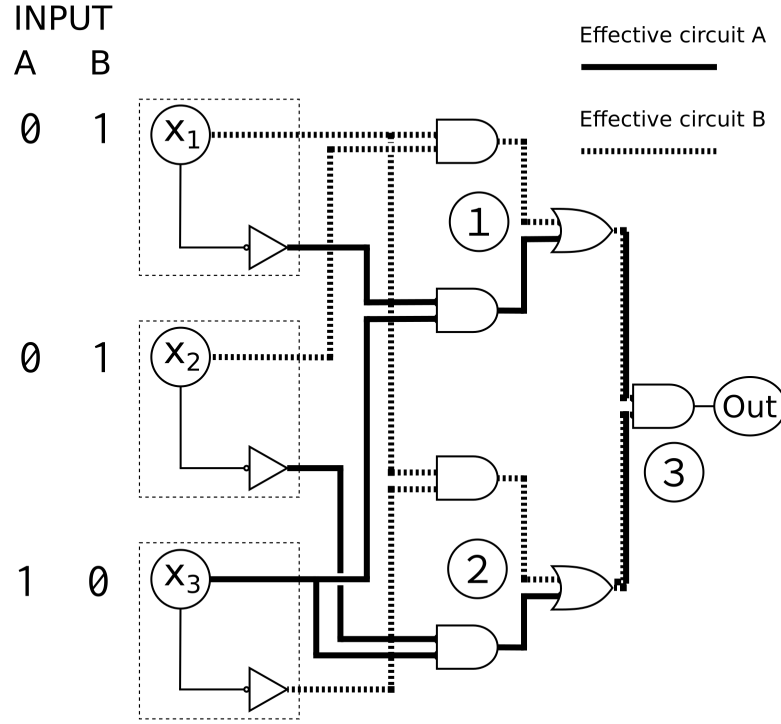 INPUT
A B
Effective circuit A
Effective circuit B
0 1
x1
1
0 1
x2
Out
3
2
1 0
x3